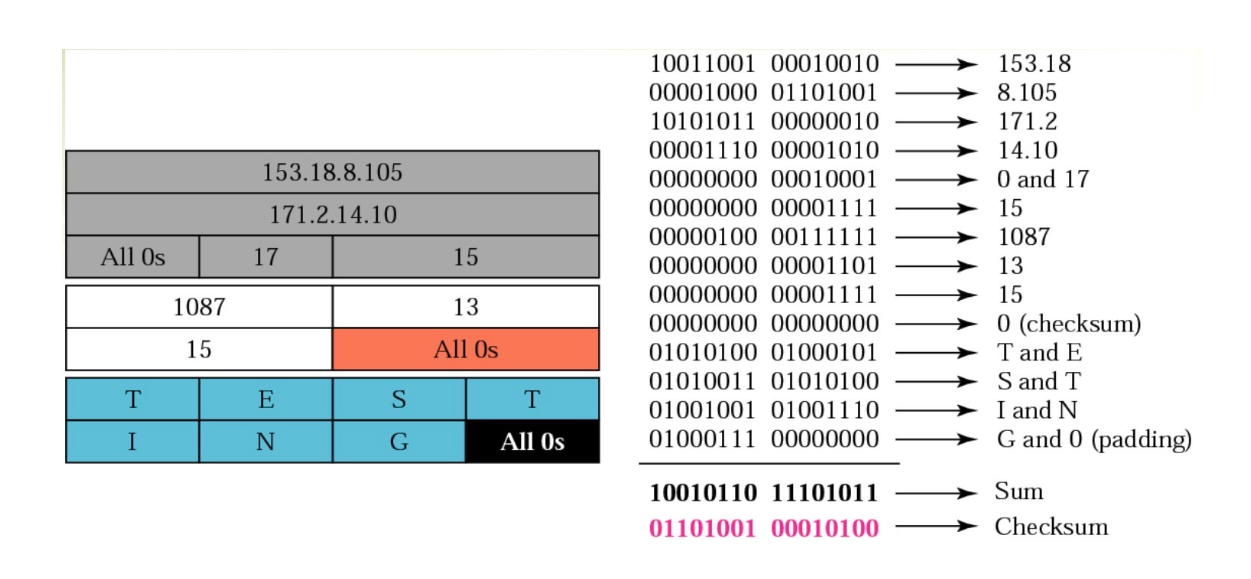 153.18.8.105
171.2.14.10
All 0s 17 15
1087 13
15 All 0s
T E S T
I N G All 0s
10011001 00010010 153.18
00001000 01101001 8.105
10101011 00000010 171.2
00001110 00001010 14.10
00000000 00010001 0 and 17
00000000 00001111 15
00000100 00111111 1087
00000000 00001101 13
00000000 00001111 15
00000000 00000000 0 (checksum)
01010100 01000101 T and E
01010011 01010100 S and T
01001001 01001110 I and N
01000111 00000000 G and 0 (padding)
10010110 11101011 Sum
01101001 00010100 Checksum